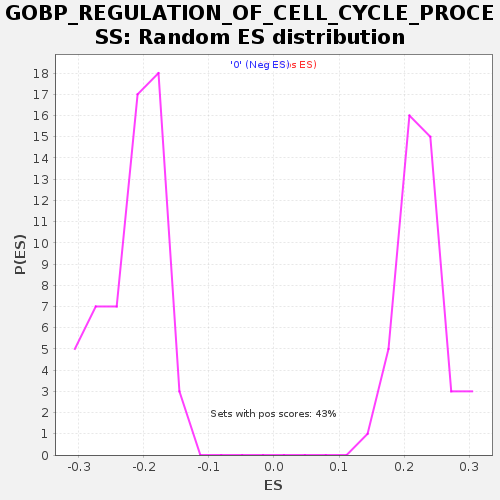 GOBP_REGULATION_OF_CELL_CYCLE_PROCE
SS: Random ES distribution
'0' (Neg ES) s ES)
18
17
16
15
14
13
12
11
10
9
8
7
6
5
4
3
2
1
0
P(ES)
Sets with pos scores: 43%
-0.3 -0.2 -0.1 0.0 0.1 0.2 0.3
ES